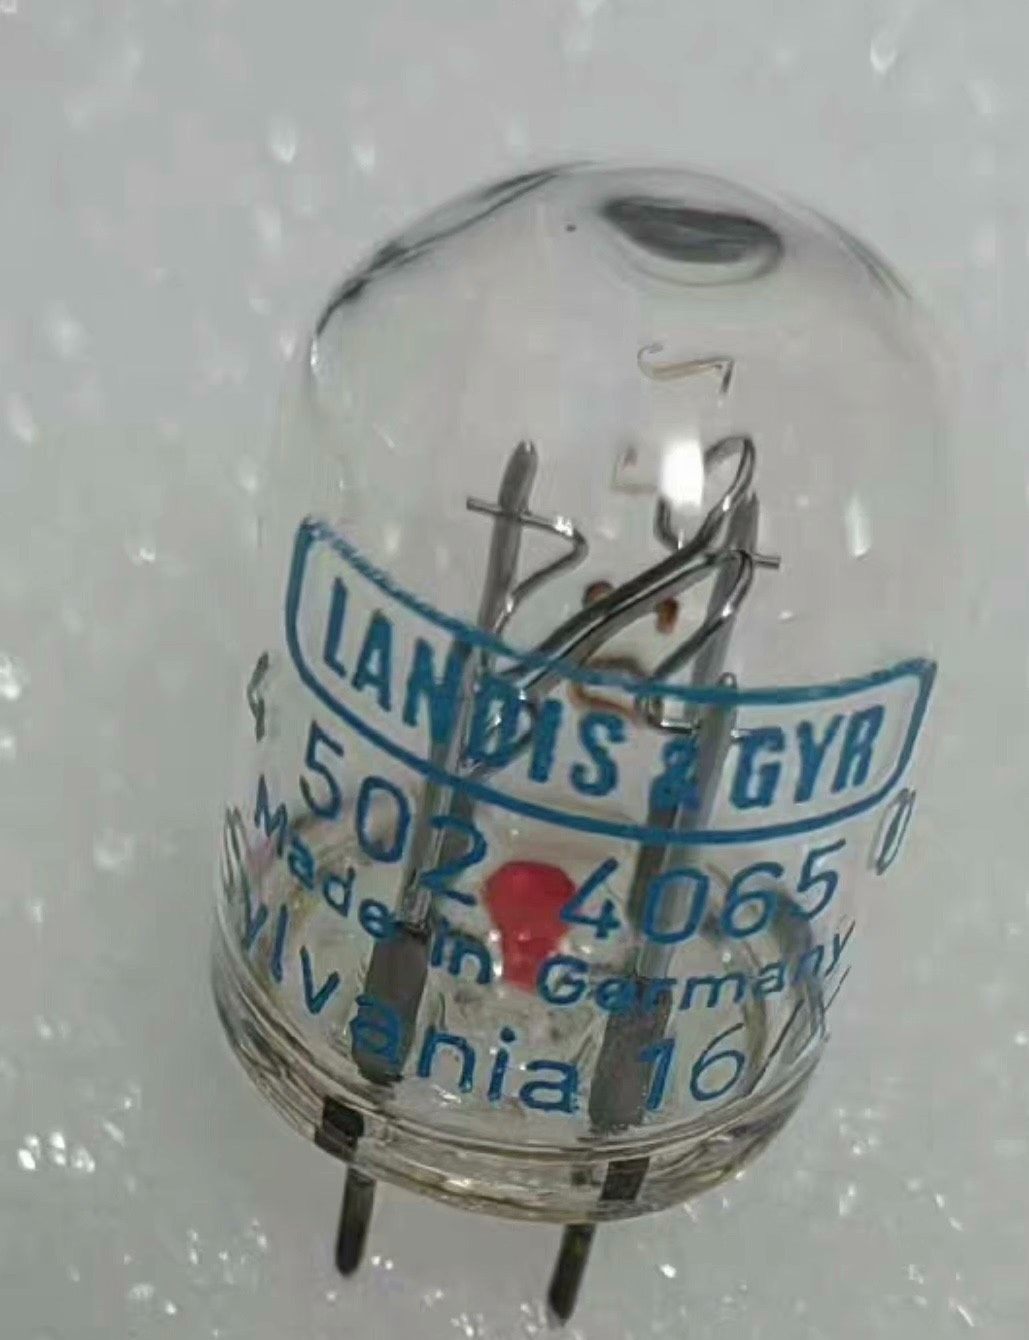 LANDIS & GYR
502 4065
Made in Germany
ylvania 16